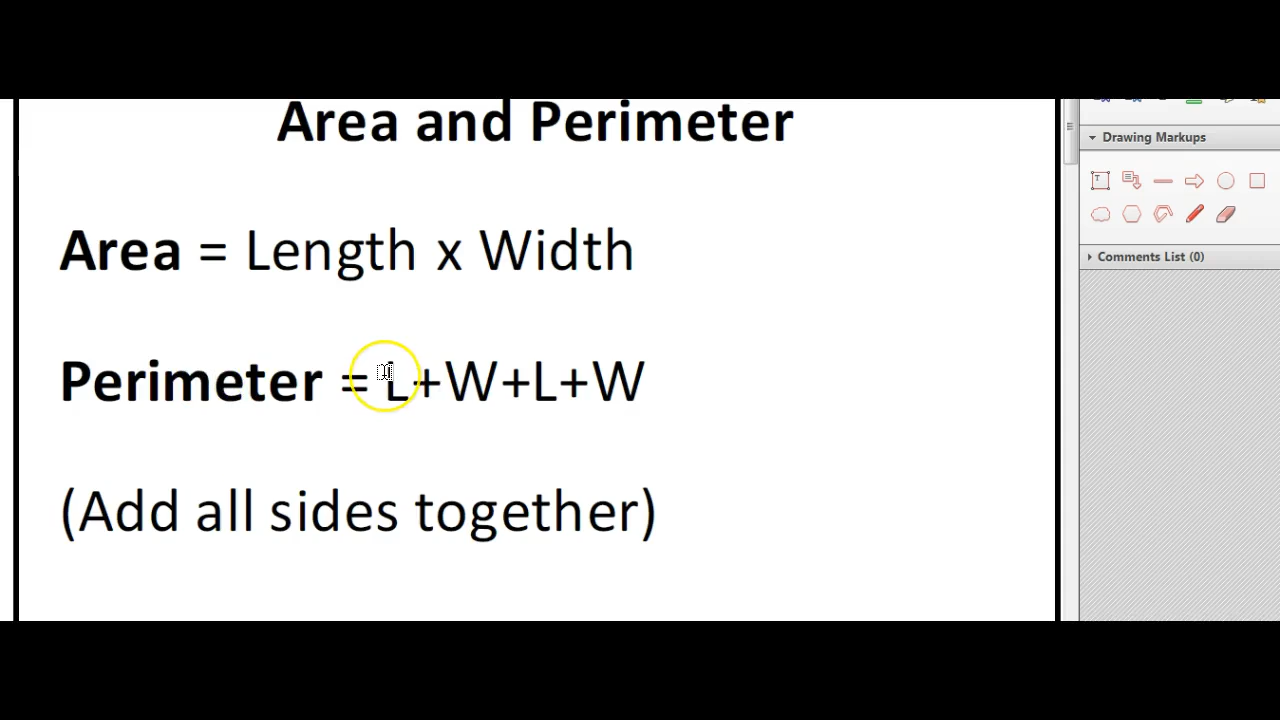 Area and Perimeter
Area = Length x Width
Perimeter = L+W+L+W
(Add all sides together)
Drawing Markups
T
Comments List (0)